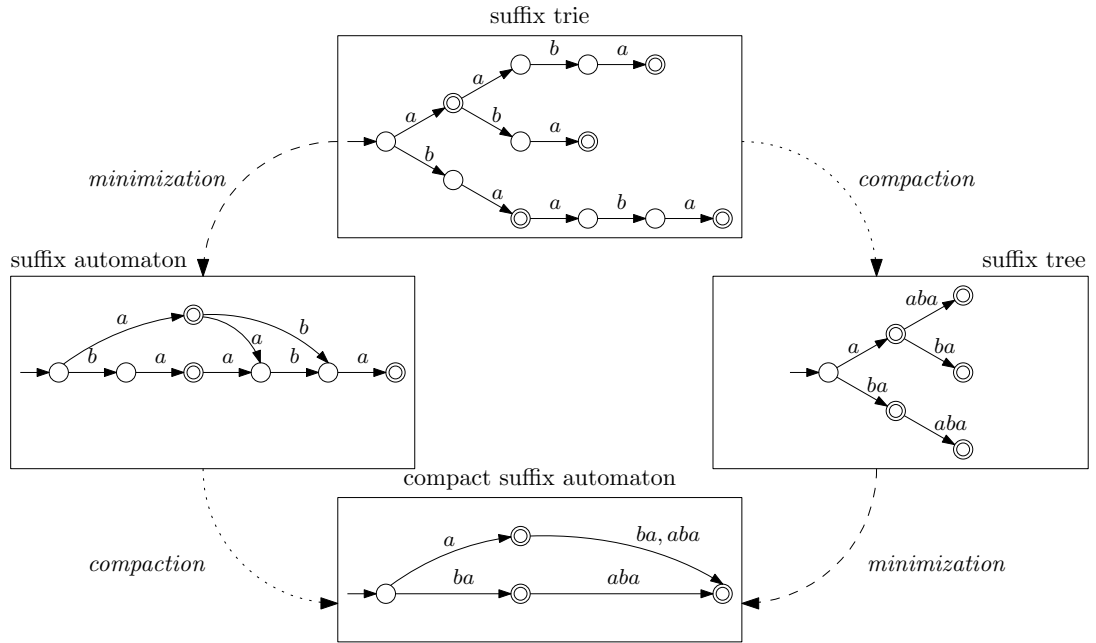 suffix trie
b a
a
a b a
b
a a b a
minimization
compaction
suffix automaton
a b
a
b a a b a
suffix tree
aba
a ba
ba
aba
compact suffix automaton
a ba, aba
ba aba
compaction
minimization